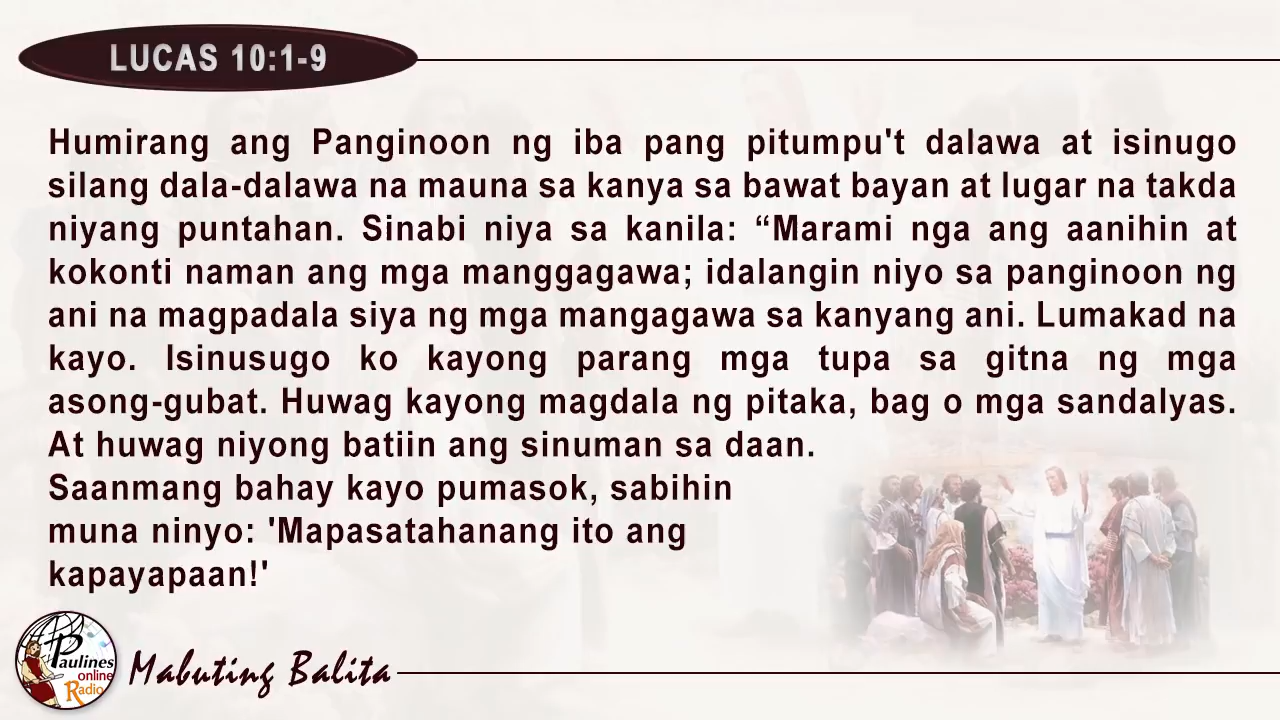 LUCAS 10:1-9
Humirang ang Panginoon ng iba pang pitumpu't dalawa at isinugo
silang dala-dalawa na mauna sa kanya sa bawat bayan at lugar na takda
niyang puntahan. Sinabi niya sa kanila: “Marami nga ang aanihin at
kokonti naman ang mga manggagawa; idalangin niyo sa panginoon ng
ani na magpadala siya ng mga mangagawa sa kanyang ani. Lumakad na
kayo. Isinusugo ko kayong parang mga tupa sa gitna ng mga
asong-gubat. Huwag kayong magdala ng pitaka, bag o mga sandalyas.
At huwag niyong batiin ang sinuman sa daan.
Saanmang bahay kayo pumasok, sabihin
muna ninyo: 'Mapasatahanang ito ang
kapayapaan!'
Paulines
online
Radio
Mabuting Balita